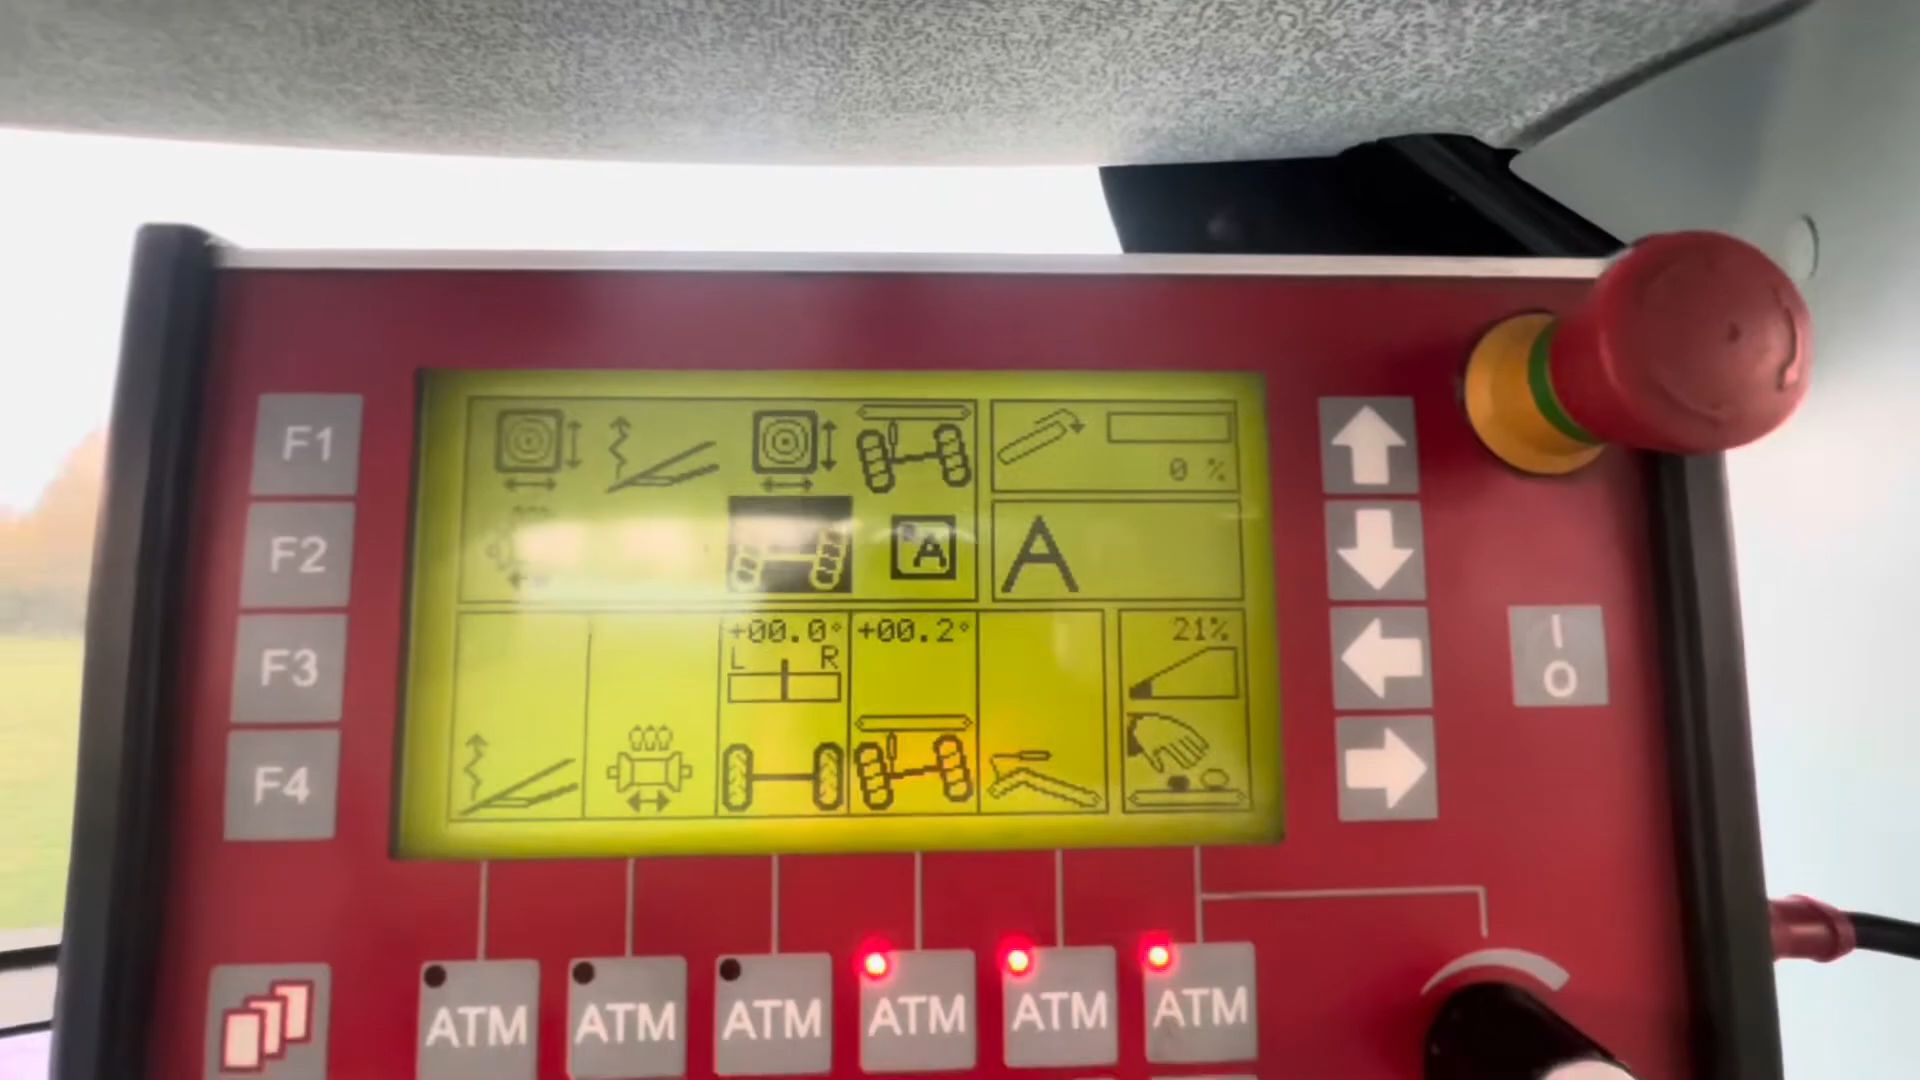 F1
F2
F3
F4
0 %
A
A
+00.0°
+00.2°
21%
L R
I
O
ATM ATM ATM ATM ATM ATM